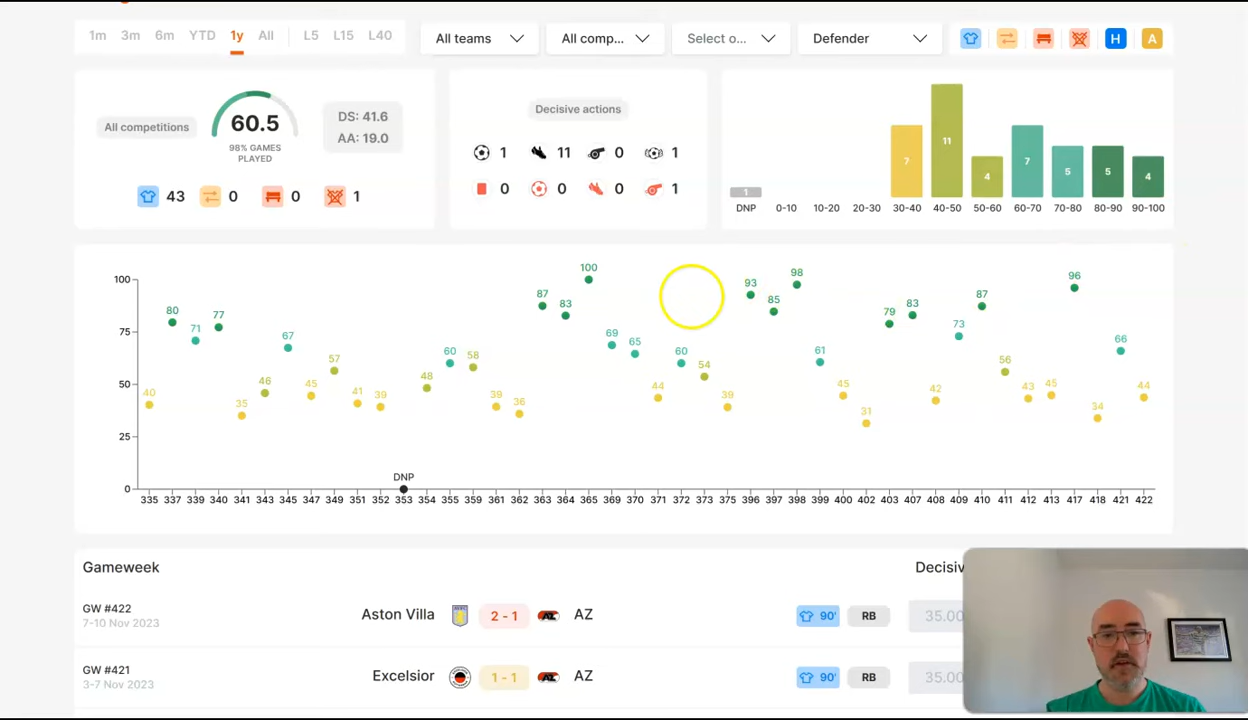 1m 3m 6m YTD 1y All L5 L15 L40 All teams All comp... Select o... Defender H A
All competitions 60.5
98% GAMES
PLAYED
DS: 41.6
AA: 19.0
43 0 0 1
Decisive actions
1 11 0 1
0 0 0 1
1 7 11 4 7 5 5 4
DNP 0-10 10-20 20-30 30-40 40-50 50-60 60-70 70-80 80-90 90-100
100
75
50
25
0
40 80 71 77 35 46 67 45 57 41 39 DNP 48 60 58 39 36 87 83 100 69 65 44 60 54 39 93 85 98 61 45 31 79 83 42 73 87 56 43 45 96 34 66 44
335 337 339 340 341 343 345 347 349 351 352 353 354 355 359 361 362 363 364 365 369 370 371 372 373 375 396 397 398 399 400 402 403 407 408 409 410 411 412 413 417 418 421 422
Gameweek Decisiv
GW #422
7-10 Nov 2023
Aston Villa 2 - 1 AZ AZ 90' RB 35.00
GW #421
3-7 Nov 2023
Excelsior 1 - 1 AZ AZ 90' RB 35.00